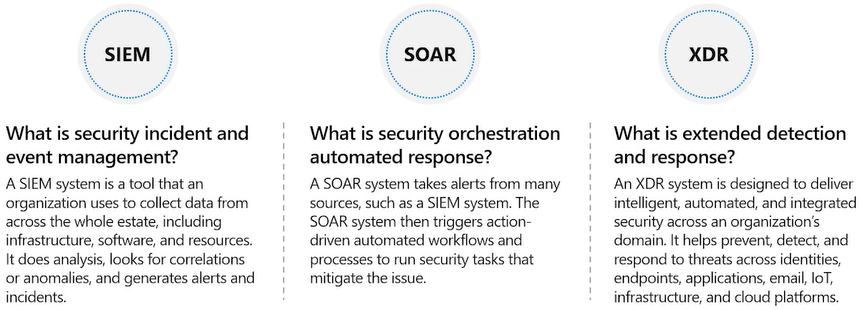 SIEM
What is security incident and
event management?
A SIEM system is a tool that an
organization uses to collect data from
across the whole estate, including
infrastructure, software, and resources.
It does analysis, looks for correlations
or anomalies, and generates alerts and
incidents.
SOAR
What is security orchestration
automated response?
A SOAR system takes alerts from many
sources, such as a SIEM system. The
SOAR system then triggers action-
driven automated workflows and
processes to run security tasks that
mitigate the issue.
XDR
What is extended detection
and response?
An XDR system is designed to deliver
intelligent, automated, and integrated
security across an organization's
domain. It helps prevent, detect, and
respond to threats across identities,
endpoints, applications, email, IoT,
infrastructure, and cloud platforms.